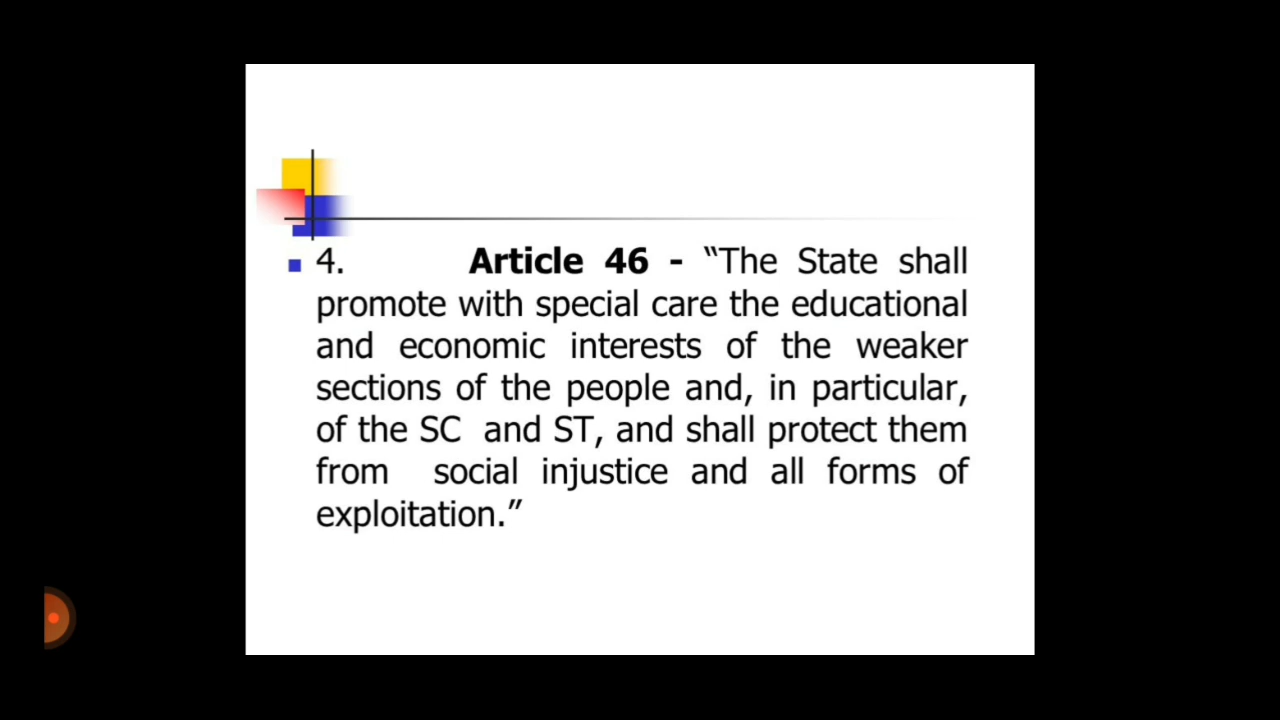 4. Article 46 - “The State shall
promote with special care the educational
and economic interests of the weaker
sections of the people and, in particular,
of the SC and ST, and shall protect them
from social injustice and all forms of
exploitation.”